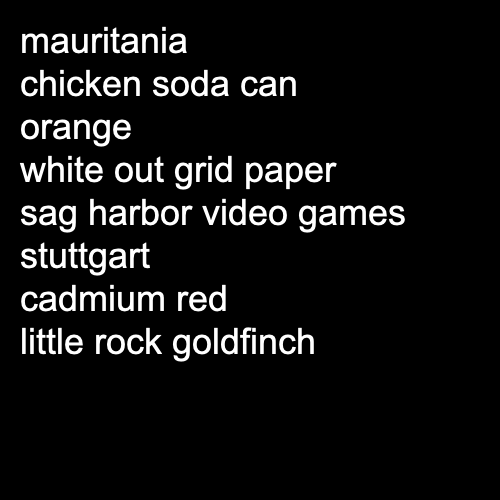 mauritania
chicken soda can
orange
white out grid paper
sag harbor video games
stuttgart
cadmium red
little rock goldfinch